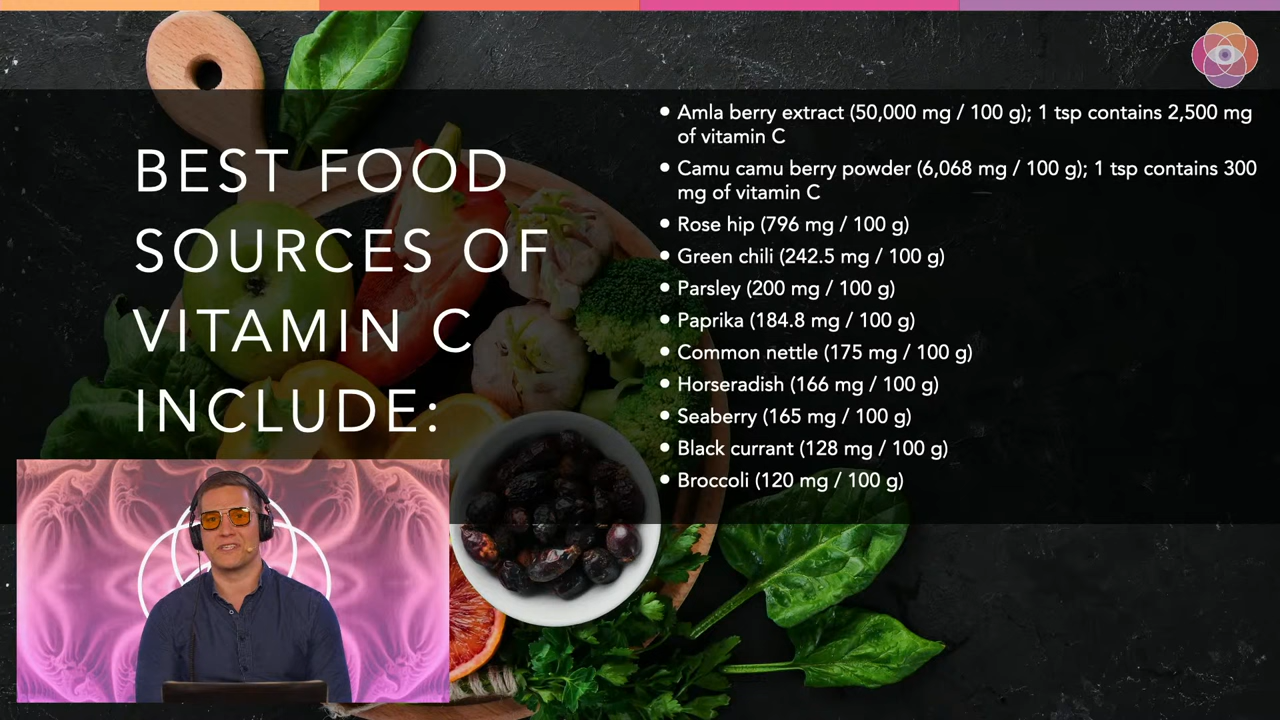 BEST FOOD
SOURCES OF
VITAMIN C
INCLUDE:
• Amla berry extract (50,000 mg / 100 g); 1 tsp contains 2,500 mg
of vitamin C
• Camu camu berry powder (6,068 mg / 100 g); 1 tsp contains 300
mg of vitamin C
• Rose hip (796 mg / 100 g)
• Green chili (242.5 mg / 100 g)
• Parsley (200 mg / 100 g)
• Paprika (184.8 mg / 100 g)
• Common nettle (175 mg / 100 g)
• Horseradish (166 mg / 100 g)
• Seaberry (165 mg / 100 g)
• Black currant (128 mg / 100 g)
• Broccoli (120 mg / 100 g)